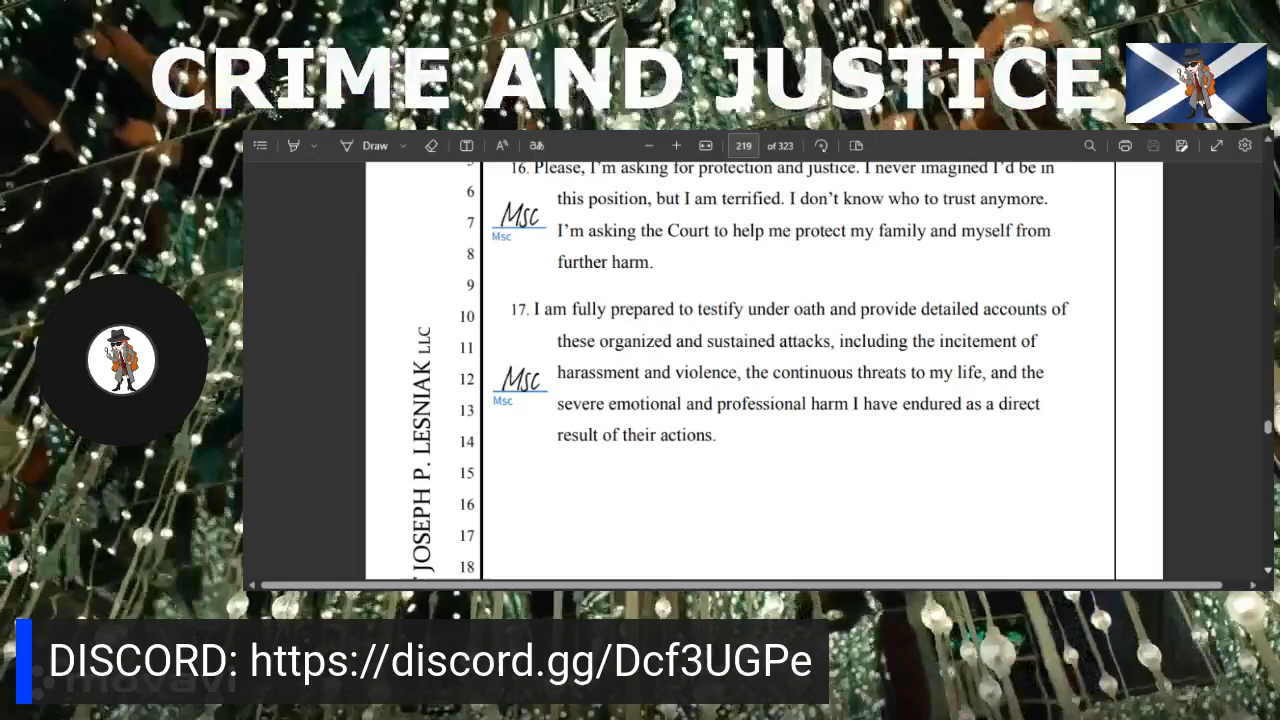 CRIME AND JUSTICE
Draw
219 of 323
16. Please, I'm asking for protection and justice. I never imagined I'd be in
6
this position, but I am terrified. I don't know who to trust anymore.
Msc
7
Msc
I'm asking the Court to help me protect my family and myself from
8
further harm.
9
10
17. I am fully prepared to testify under oath and provide detailed accounts of
11
these organized and sustained attacks, including the incitement of
Msc
12
harassment and violence, the continuous threats to my life, and the
Msc
13
severe emotional and professional harm I have endured as a direct
14
result of their actions.
15
16
17
18
JOSEPH P. LESNIAK LLC
DISCORD: https://discord.gg/Dcf3UGPe